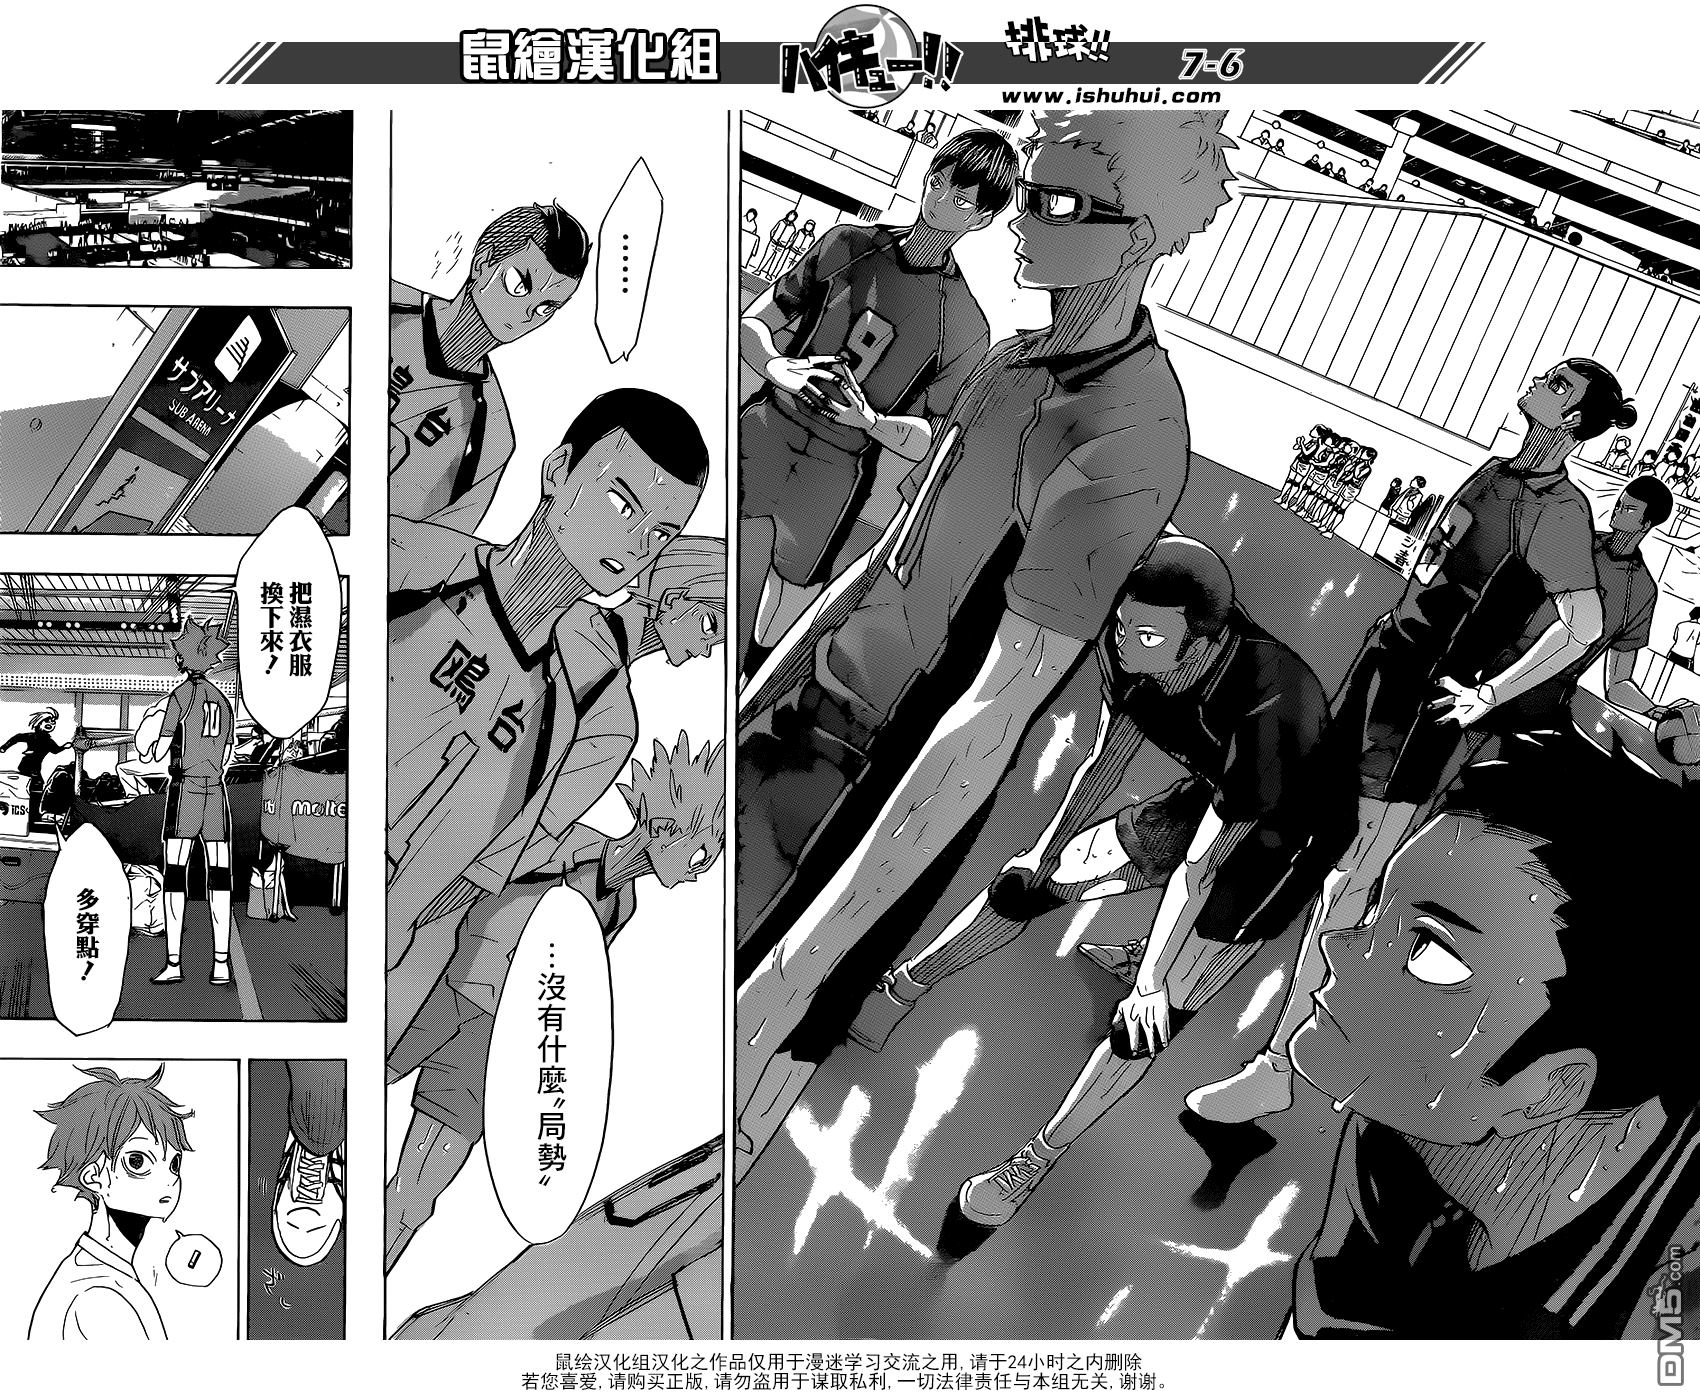 鼠繪漢化組
ハイキュー!!
排球!!
7-6
www.ishuhui.com
9
……
鴎台
…沒有什麼〝局勢〞
サブアリーナ
SUB ARENA
把濕衣服
換下來!
10
molte
多穿點!
DM5.com
鼠绘汉化组汉化之作品仅用于漫迷学习交流之用,请于24小时之内删除
若您喜爱,请购买正版,请勿盗用于谋取私利,一切法律责任与本组无关,谢谢。